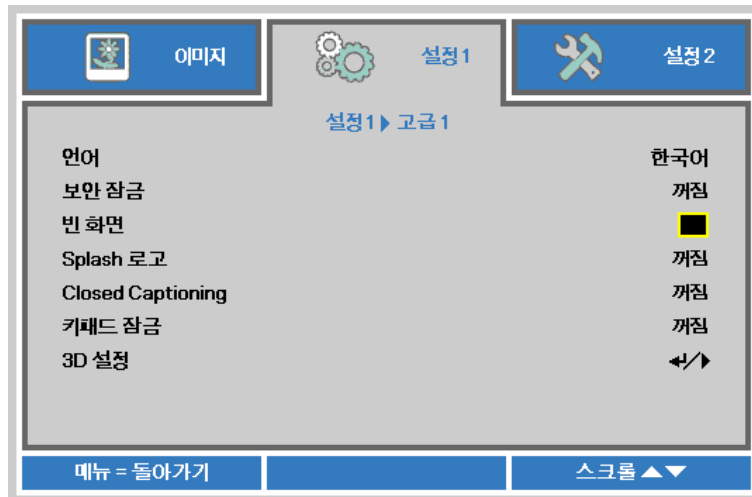 이미지 설정 1 설정 2
설정 1 ▶ 고급 1
언어 한국어
보안 잠금 꺼짐
빈 화면
Splash 로고 꺼짐
Closed Captioning 꺼짐
키패드 잠금 꺼짐
3D 설정 ↵/▶
메뉴 = 돌아가기 스크롤 ▲▼